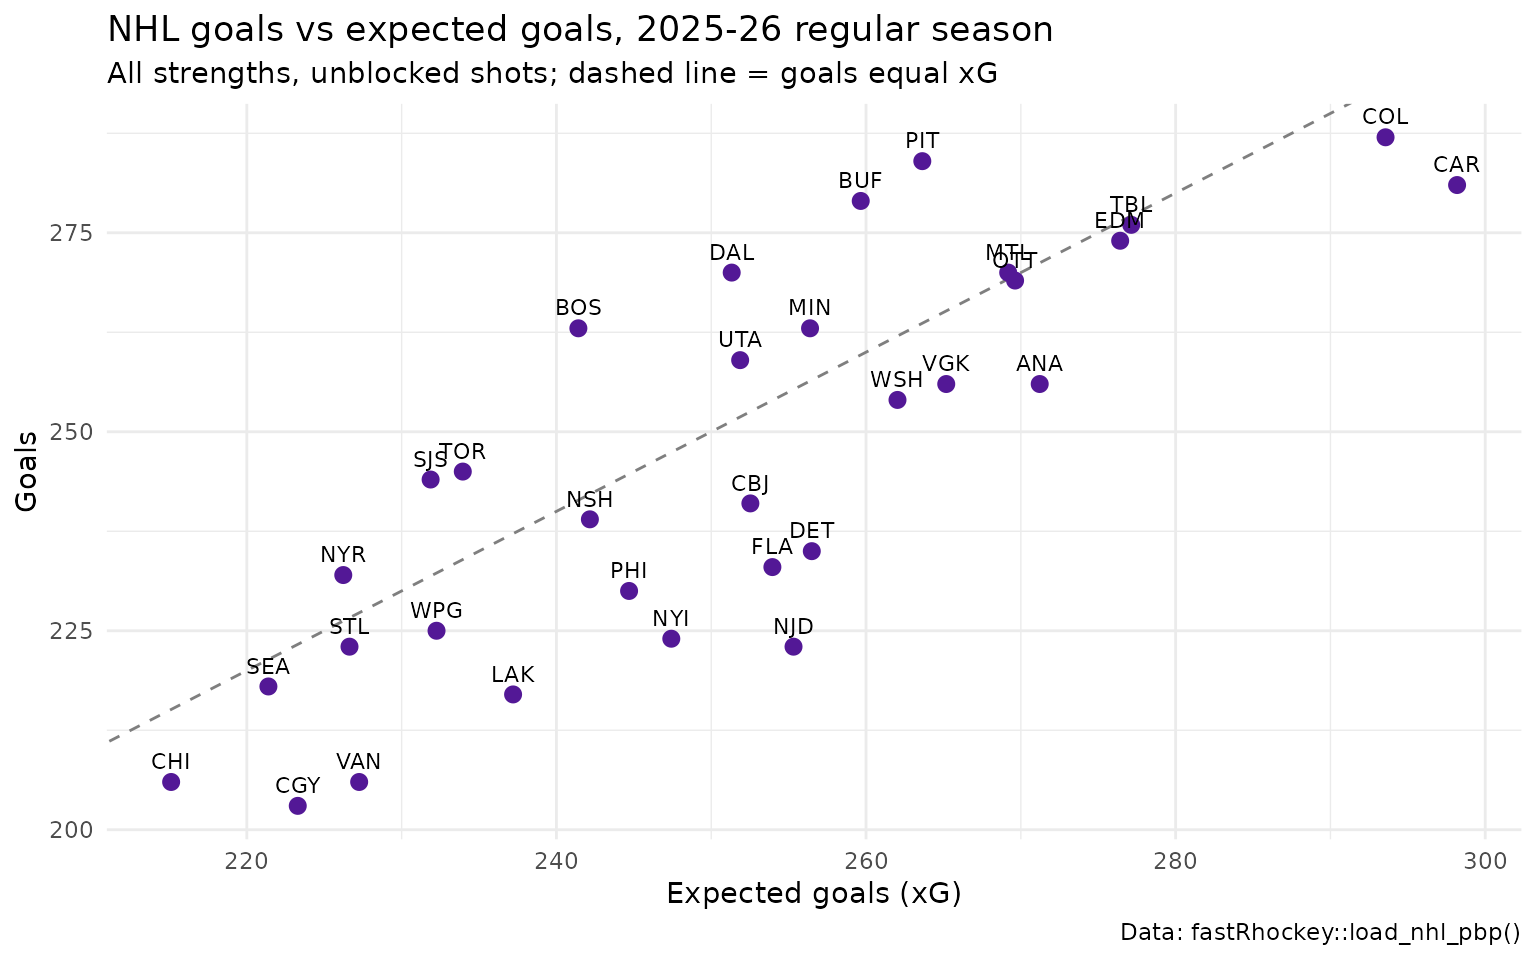 NHL goals vs expected goals, 2025-26 regular season
All strengths, unblocked shots; dashed line = goals equal xG
COL
PIT
CAR
BUF
TBL
EDM
275
DAL
MTL
OTT
BOS
MIN
UTA
VGK
ANA
WSH
250
TOR
SJS
Goals
CBJ
NSH
DET
FLA
NYR
PHI
WPG
NYI
STL
NJD
225
SEA
LAK
CHI
VAN
CGY
200
220
240
260
280
300
Expected goals (xG)
Data: fastRhockey::load_nhl_pbp()